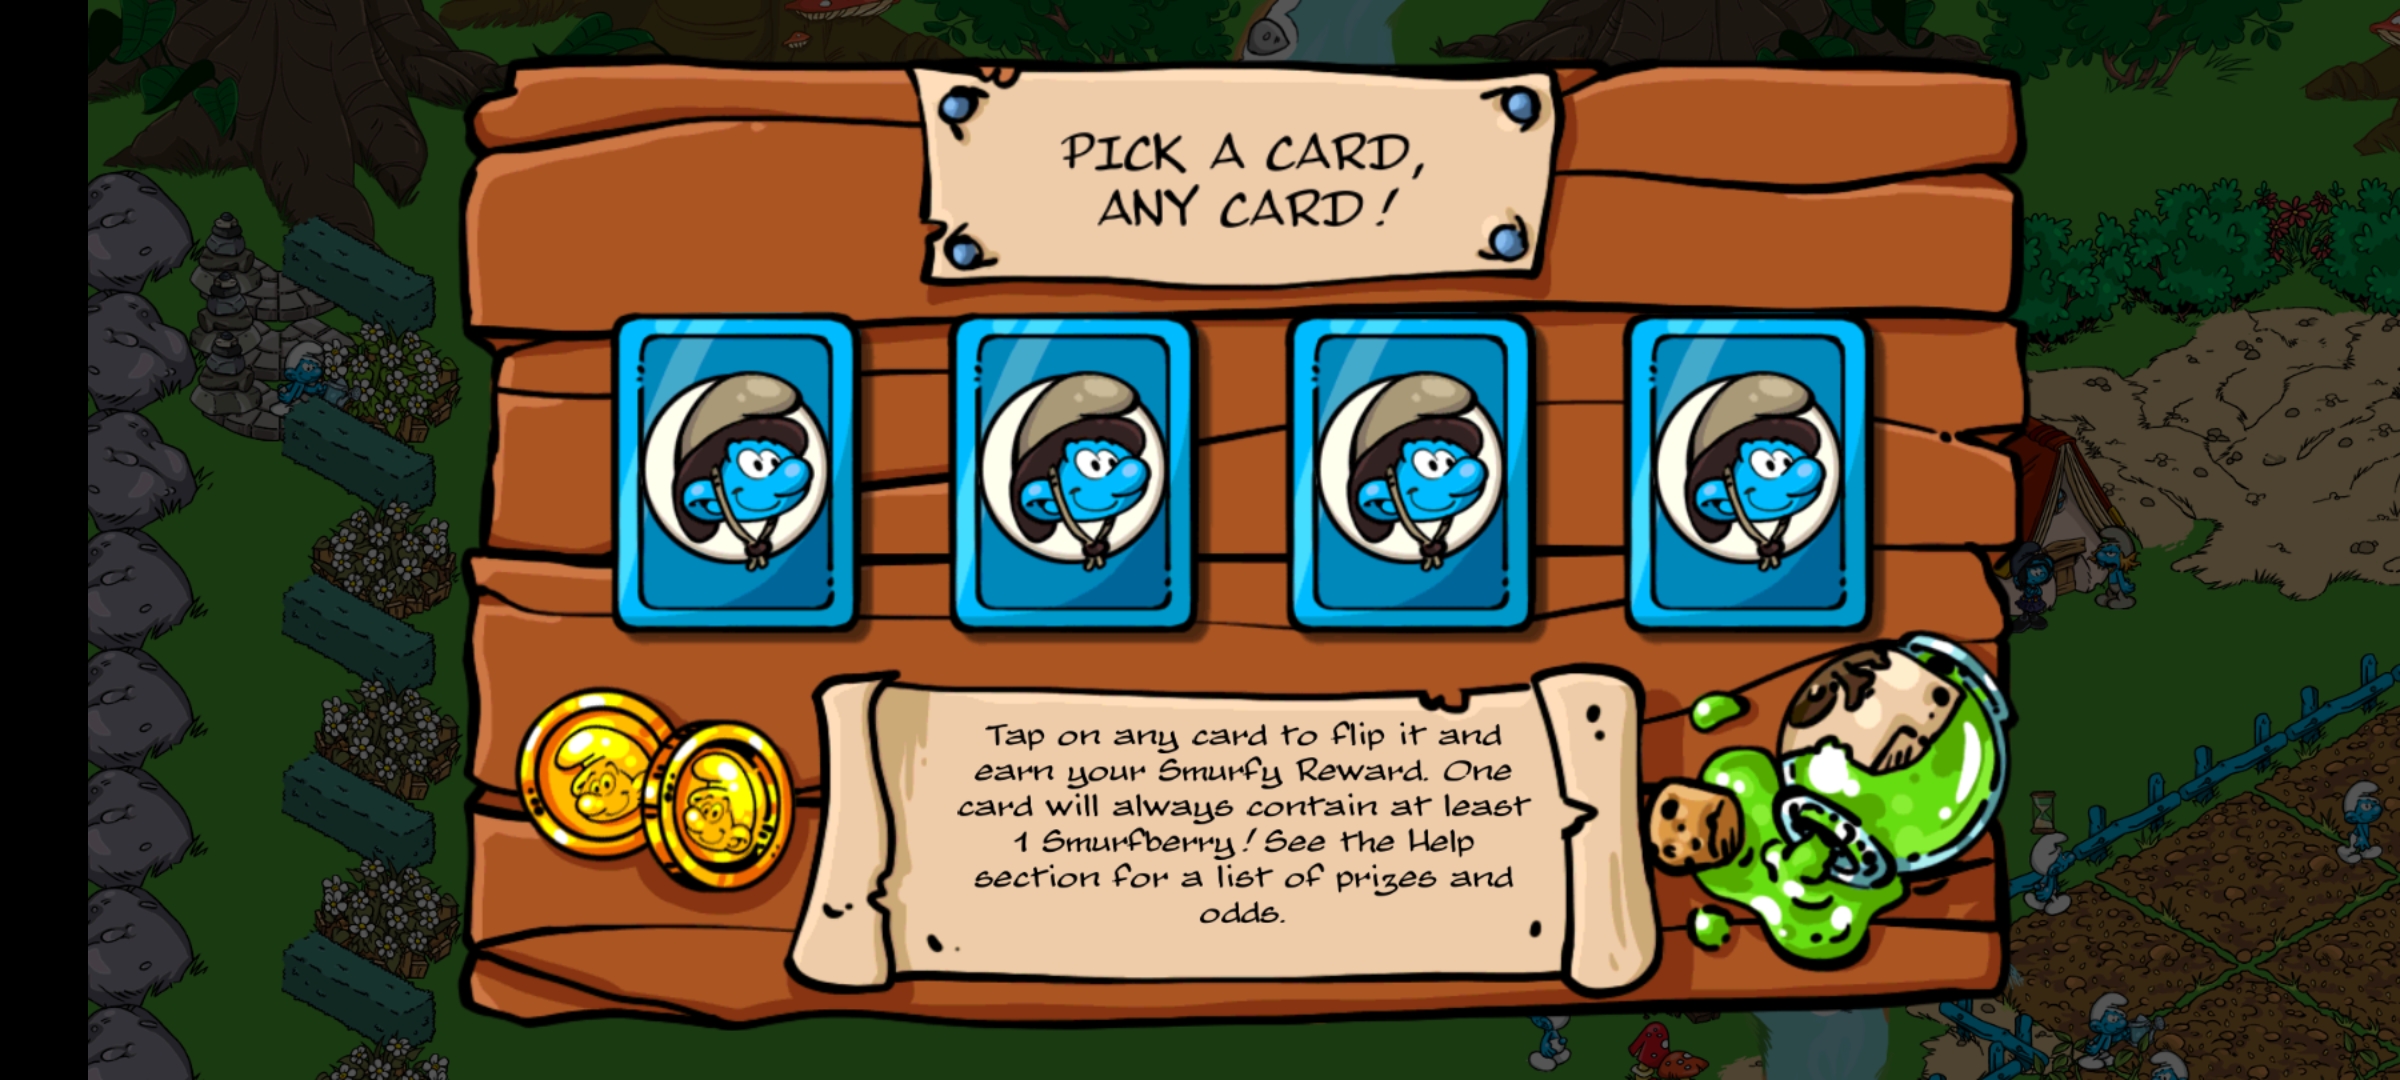 PICK A CARD,
ANY CARD!
Tap on any card to flip it and
earn your Smurfy Reward. One
card will always contain at least
1 Smurfberry! See the Help
section for a list of prizes and
odds.